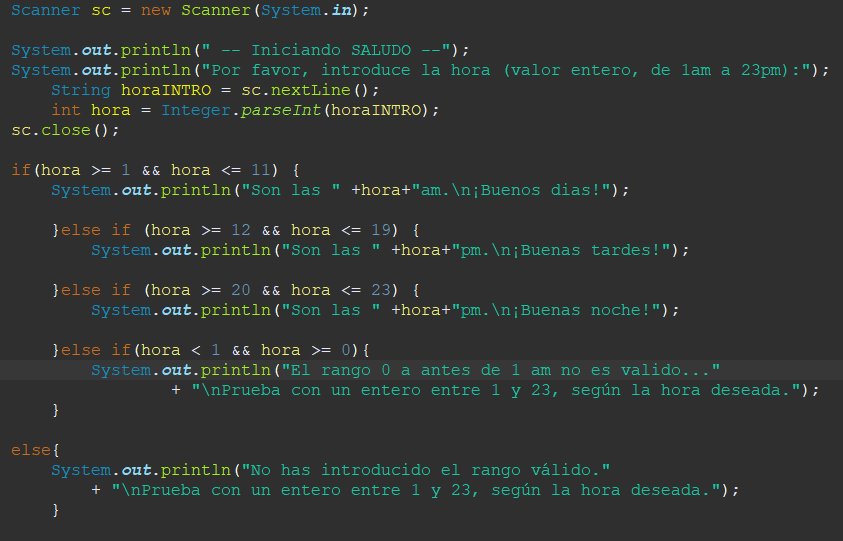 Scanner sc = new Scanner(System.in);
System.out.println(" -- Iniciando SALUDO --");
System.out.println("Por favor, introduce la hora (valor entero, de 1am a 23pm):");
String horaINTRO = sc.nextLine();
int hora = Integer.parseInt(horaINTRO);
sc.close();
if(hora >= 1 && hora <= 11) {
System.out.println("Son las " +hora+"am.\n¡Buenos dias!");
}else if (hora >= 12 && hora <= 19) {
System.out.println("Son las " +hora+"pm.\n¡Buenas tardes!");
}else if (hora >= 20 && hora <= 23) {
System.out.println("Son las " +hora+"pm.\n¡Buenas noche!");
}else if(hora < 1 && hora >= 0){
System.out.println("El rango 0 a antes de 1 am no es valido..."
+ "\nPrueba con un entero entre 1 y 23, según la hora deseada.");
}
else{
System.out.println("No has introducido el rango válido."
+ "\nPrueba con un entero entre 1 y 23, según la hora deseada.");
}